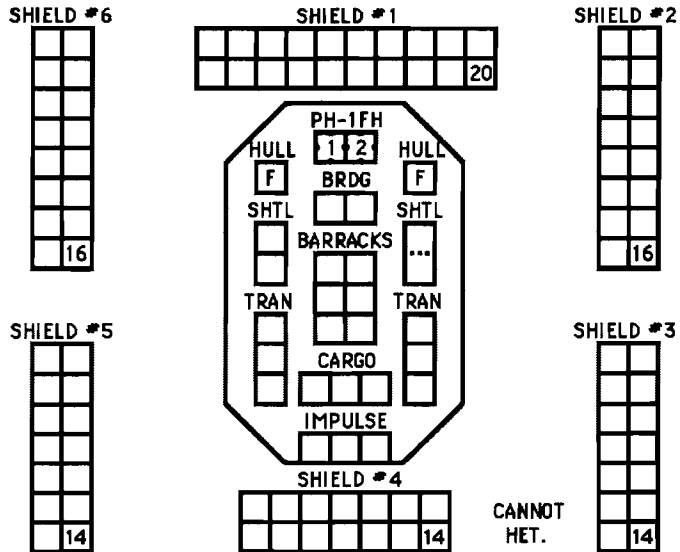 SHIELD #6
SHIELD #1
SHIELD #2
20
PH-1FH
HULL
1 2
HULL
F
BRDG
F
SHTL
SHTL
BARRACKS
...
16
16
TRAN
TRAN
SHIELD #5
SHIELD #3
CARGO
IMPULSE
SHIELD #4
CANNOT
HET.
14
14
14